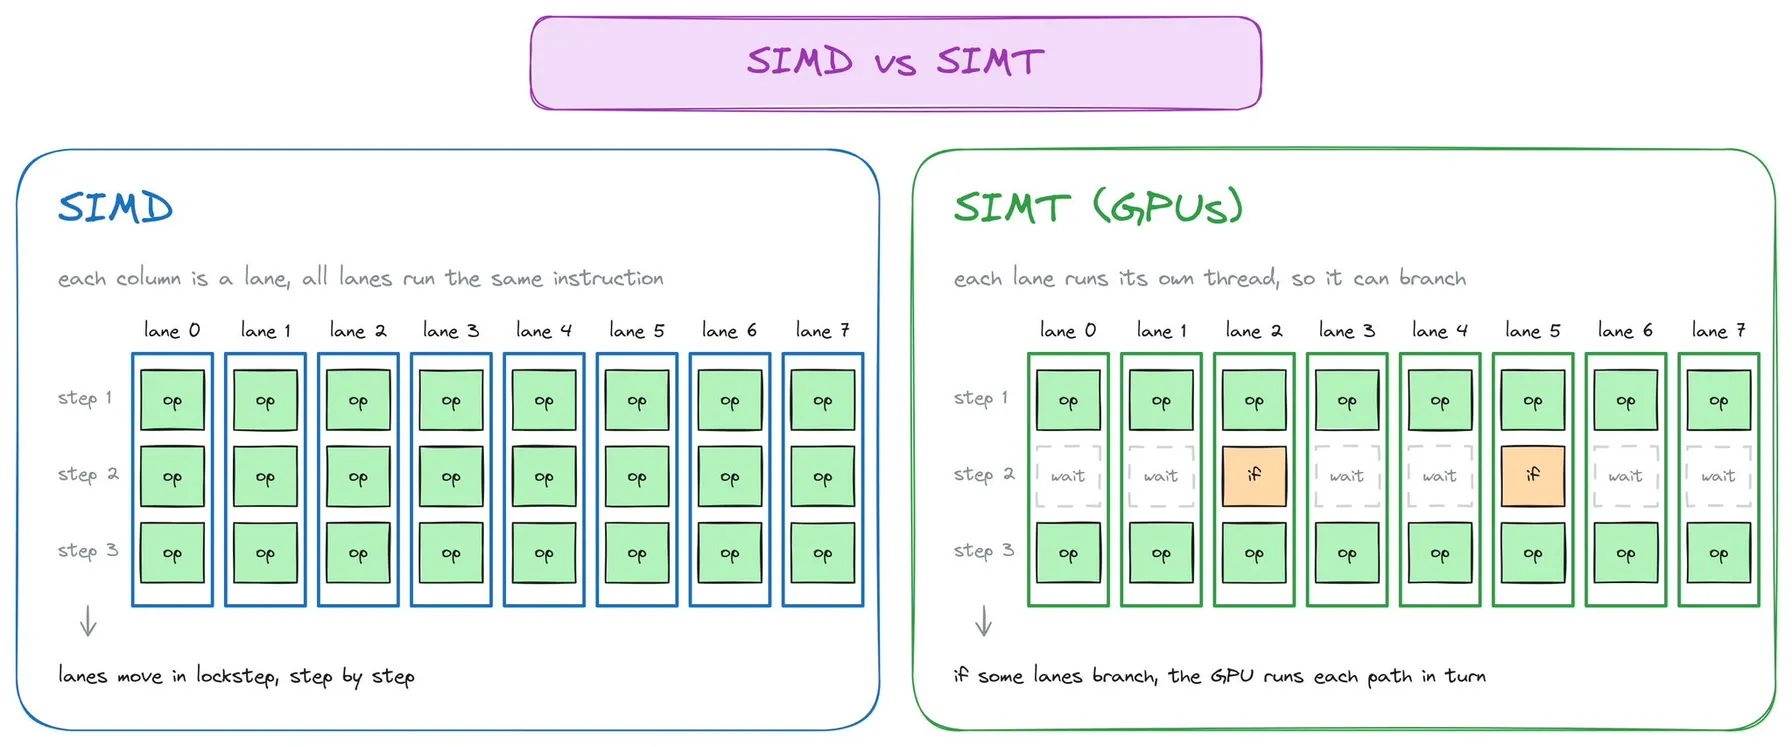 SIMD vs SIMT
SIMD
each column is a lane, all lanes run the same instruction
lane 0 lane 1 lane 2 lane 3 lane 4 lane 5 lane 6 lane 7
step 1 op op op op op op op op
step 2 op op op op op op op op
step 3 op op op op op op op op
lanes move in lockstep, step by step
SIMT (GPUs)
each lane runs its own thread, so it can branch
lane 0 lane 1 lane 2 lane 3 lane 4 lane 5 lane 6 lane 7
step 1 op op op op op op op op
step 2 wait wait if wait wait if wait wait
step 3 op op op op op op op op
if some lanes branch, the GPU runs each path in turn